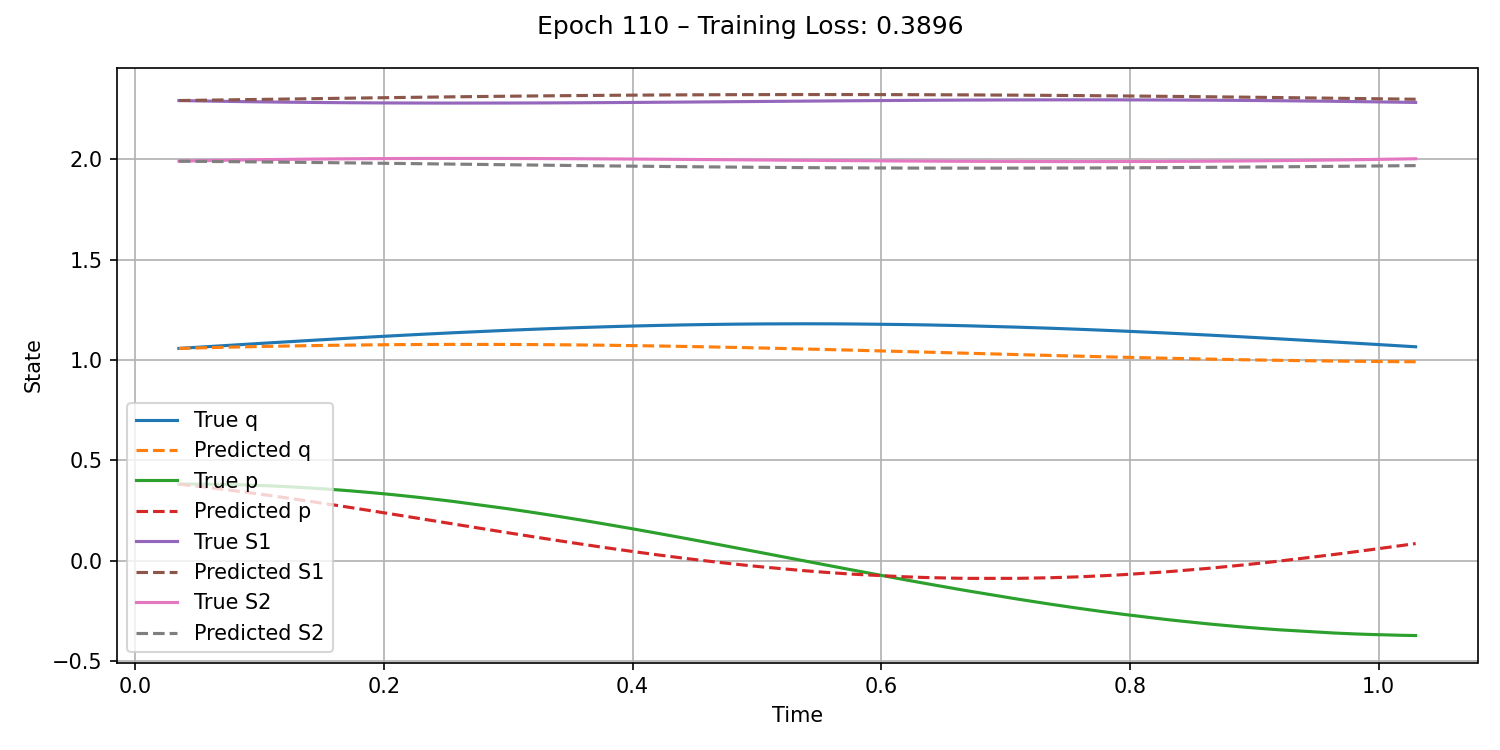 Epoch 110 – Training Loss: 0.3896
State
2.0
1.5
1.0
0.5
0.0
−0.5
True q
Predicted q
True p
Predicted p
True S1
Predicted S1
True S2
Predicted S2
0.0 0.2 0.4 0.6 0.8 1.0
Time